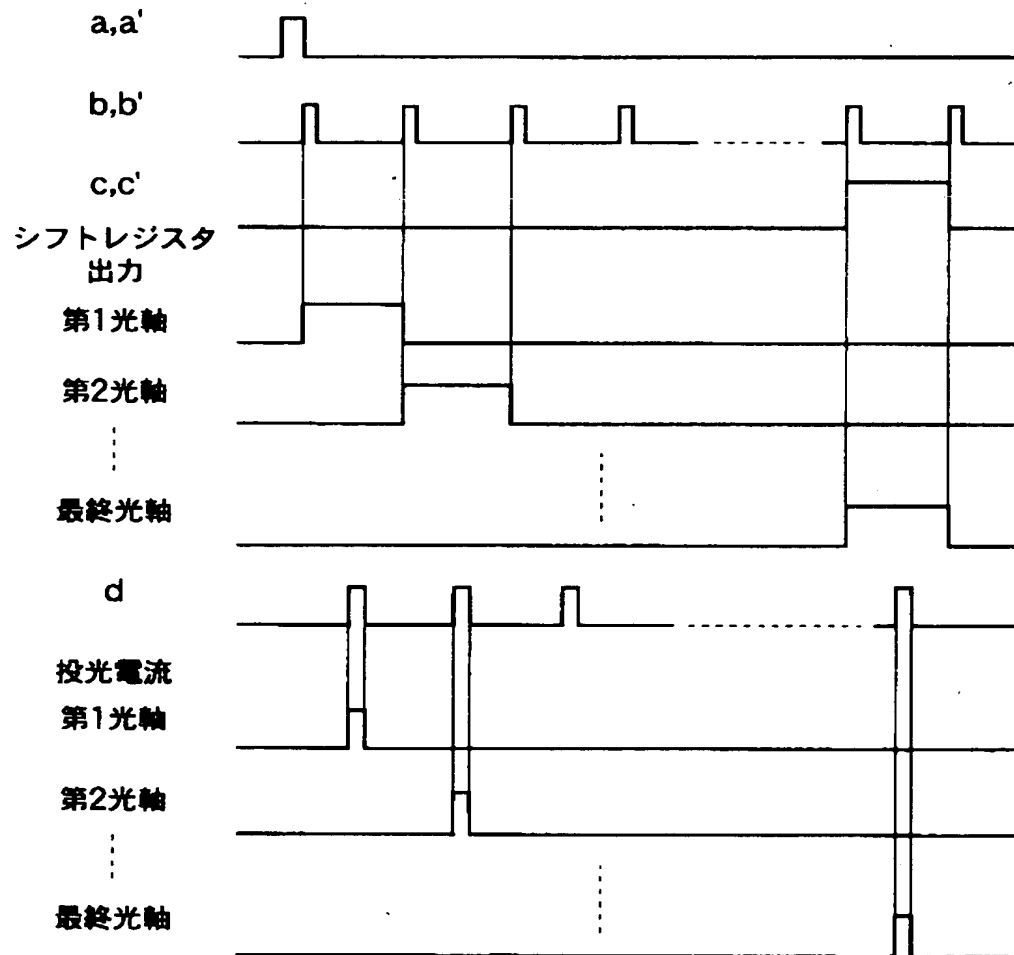 a,a'
b,b'
c,c'
シフトレジスタ
出力
第1光軸
第2光軸
最終光軸
d
投光電流
第1光軸
第2光軸
最終光軸